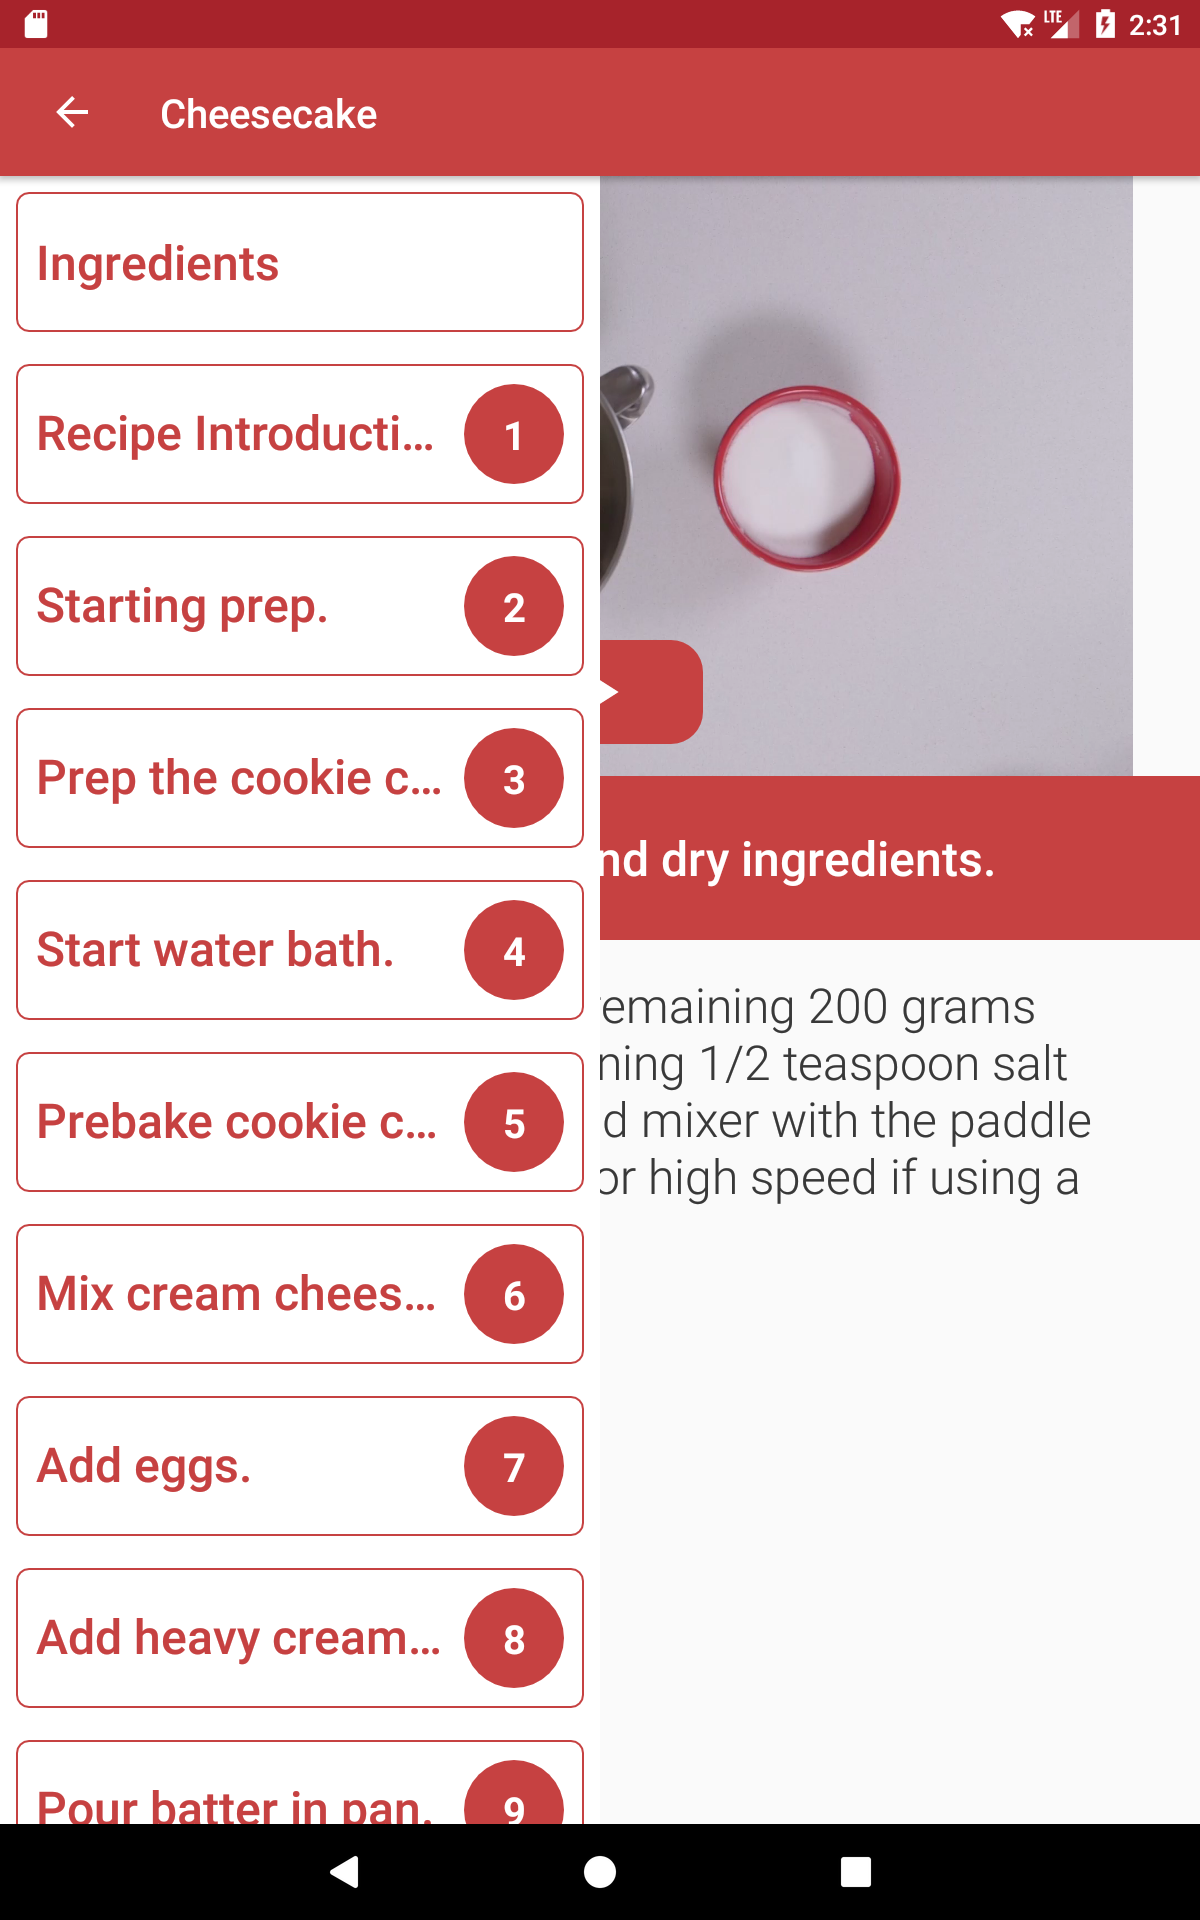 LTE 2:31
Cheesecake
Ingredients
Recipe Introducti... 1
Starting prep. 2
Prep the cookie c... 3
Start water bath. 4
Prebake cookie c... 5
Mix cream chees... 6
Add eggs. 7
Add heavy cream... 8
Pour batter in pan. 9
nd dry ingredients.
emaining 200 grams
ning 1/2 teaspoon salt
d mixer with the paddle
or high speed if using a